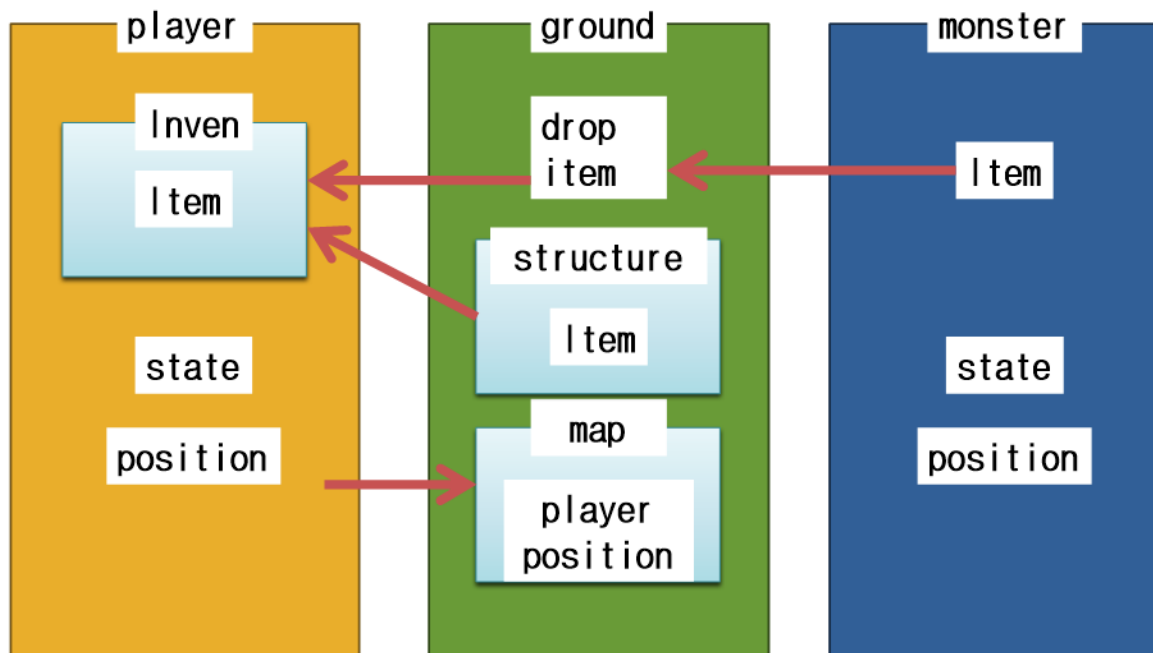 player
Inven
Item
state
position
ground
drop
item
structure
Item
map
player
position
monster
Item
state
position